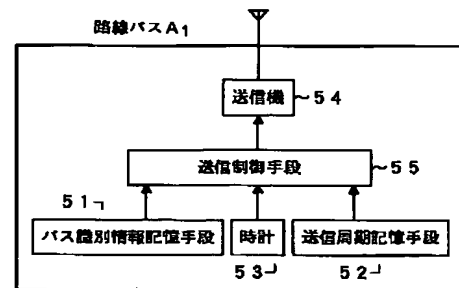 路線バスA1
送信機
54
送信制御手段
55
51
バス識別情報記憶手段
時計
送信周期記憶手段
53
52